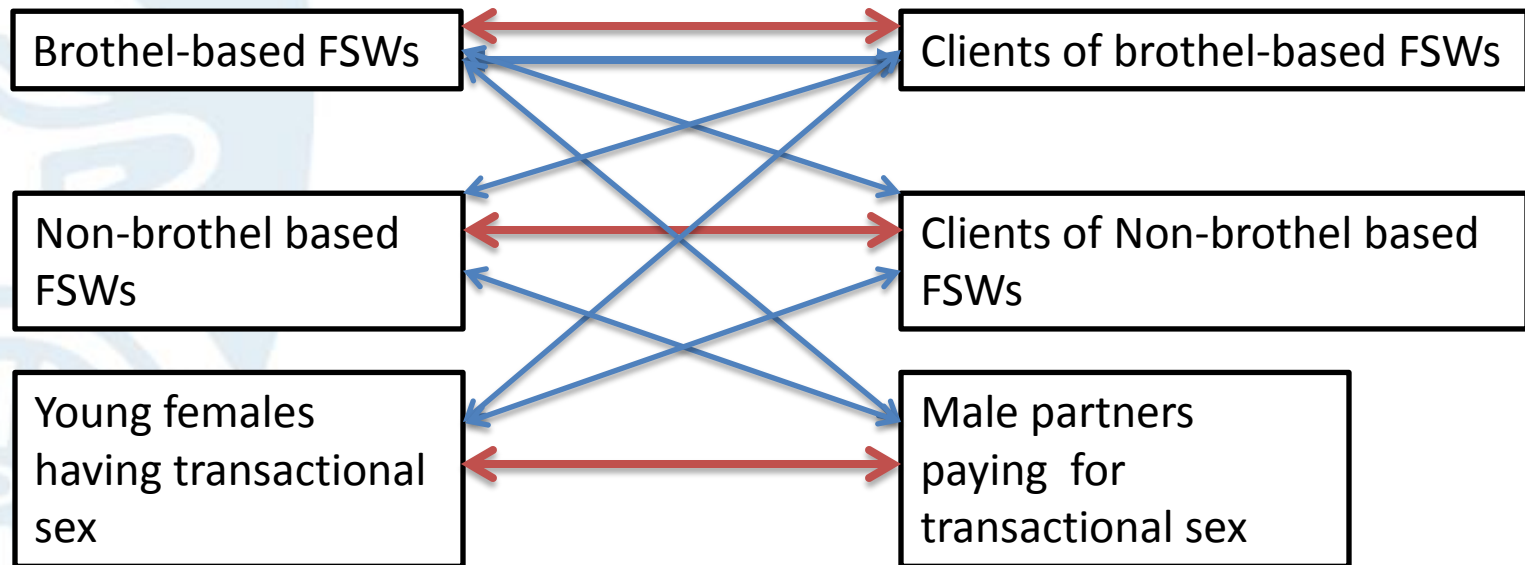 Brothel-based FSWs
Clients of brothel-based FSWs
Non-brothel based
FSWs
Clients of Non-brothel based
FSWs
Young females
having transactional
sex
Male partners
paying for
transactional sex